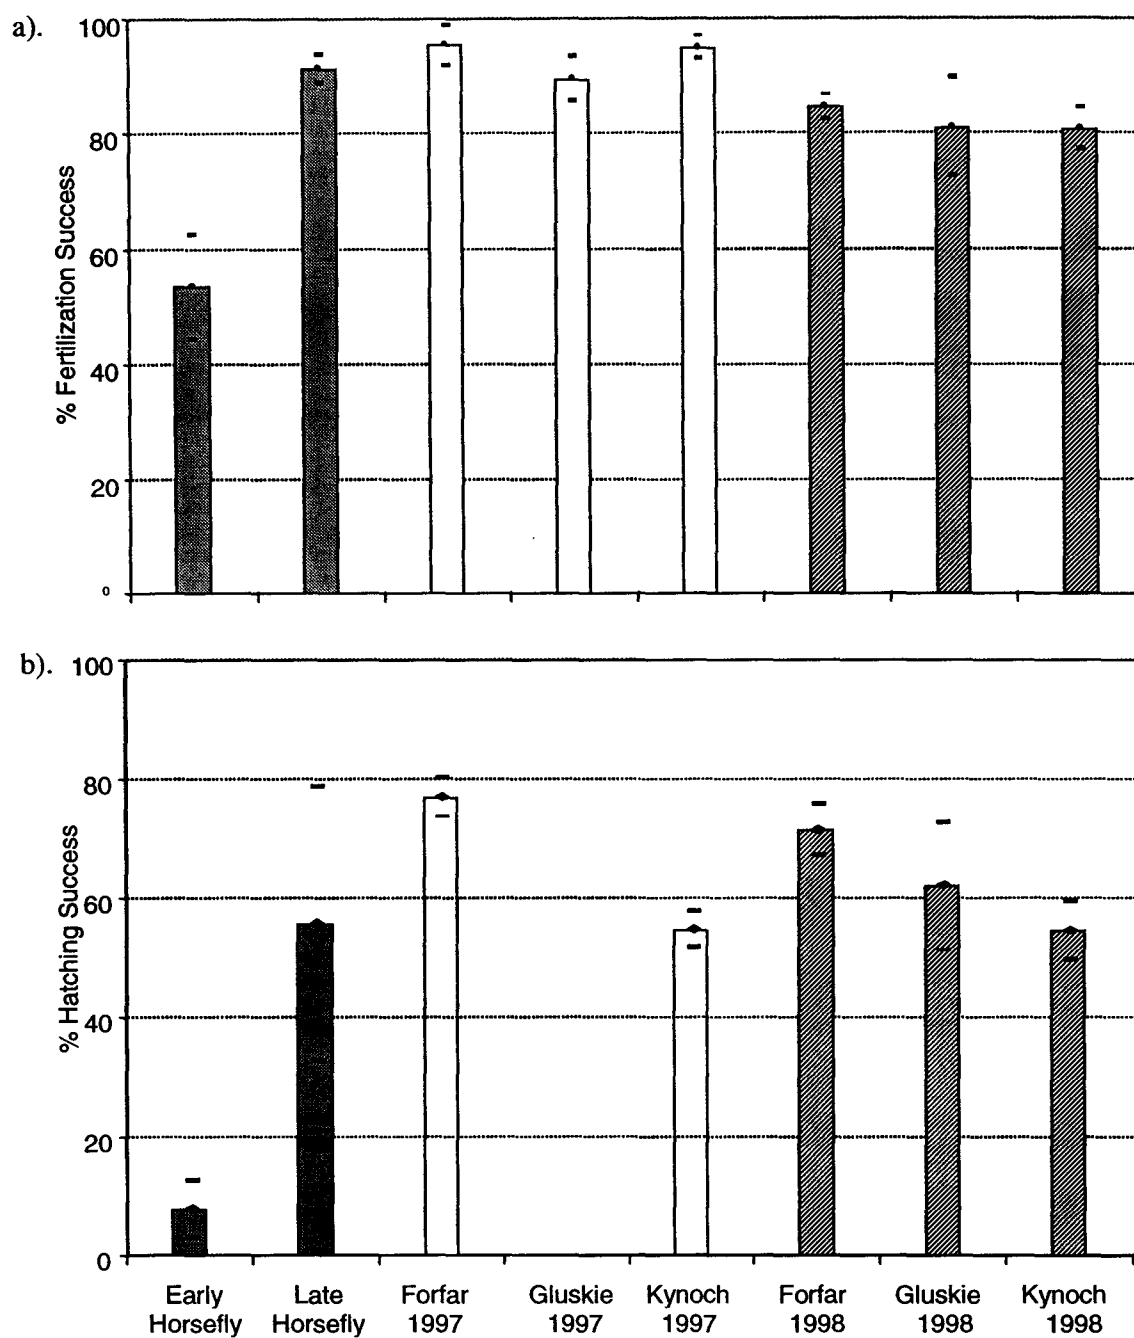 a).
% Fertilization Success
100
80
60
40
20
0
b).
% Hatching Success
100
80
60
40
20
0
Early Horsefly
Late Horsefly
Forfar 1997
Gluskie 1997
Kynoch 1997
Forfar 1998
Gluskie 1998
Kynoch 1998